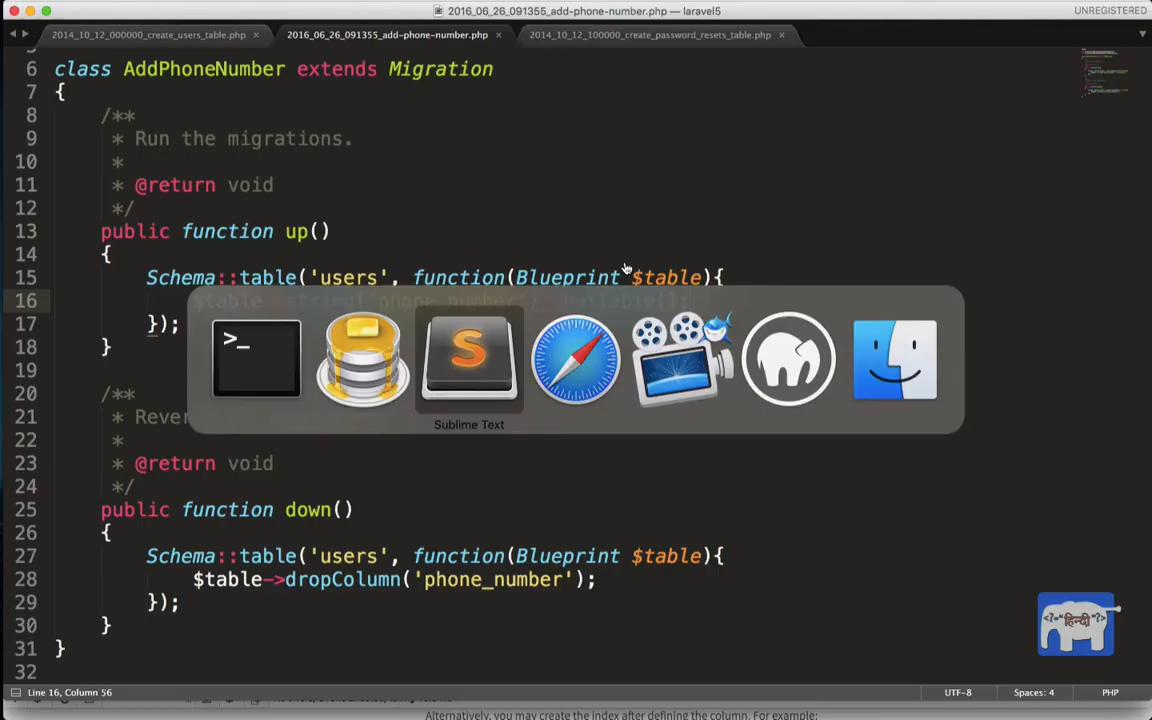 2016_06_26_091355_add-phone-number.php — laravel5
UNREGISTERED
2014_10_12_000000_create_users_table.php ×
2016_06_26_091355_add-phone-number.php ×
2014_10_12_100000_create_password_resets_table.php ×
6 class AddPhoneNumber extends Migration
7 {
8 /**
9 * Run the migrations.
10 *
11 * @return void
12 */
13 public function up()
14 {
15 Schema::table('users', function(Blueprint $table){
16 $table->string('phone_number')->nullable();
17 });
18 }
19
20 /**
21 * Rever
22 *
23 * @return void
24 */
25 public function down()
26 {
27 Schema::table('users', function(Blueprint $table){
28 $table->dropColumn('phone_number');
29 });
30 }
31 }
32
>_
S
Sublime Text
<?="हिन्दी"?>
Line 16, Column 56
UTF-8
Spaces: 4
PHP
Alternatively, you may create the index after defining the column. For example: